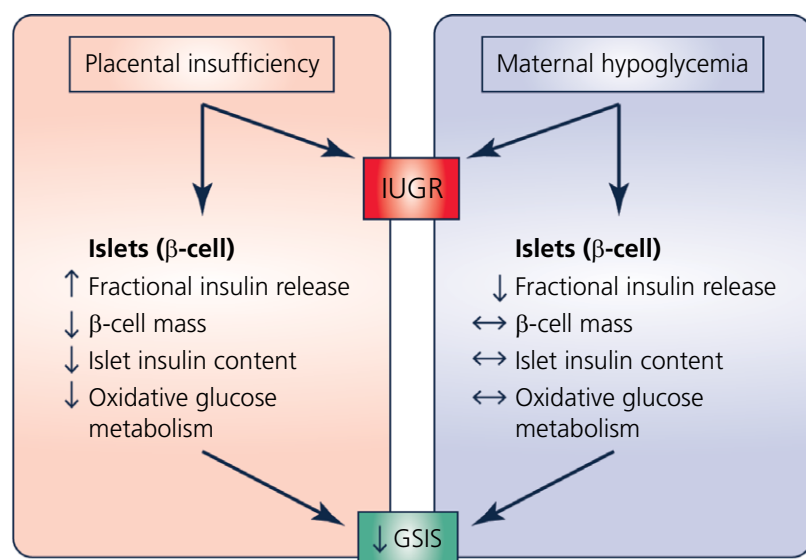 Placental insufficiency
Maternal hypoglycemia
IUGR
Islets (β-cell)
↑ Fractional insulin release
↓ β-cell mass
↓ Islet insulin content
↓ Oxidative glucose
metabolism
Islets (β-cell)
↓ Fractional insulin release
↔ β-cell mass
↔ Islet insulin content
↔ Oxidative glucose
metabolism
↓ GSIS